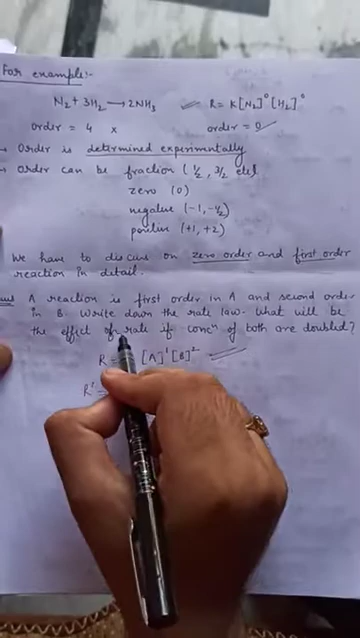 For example:-
N₂ + 3H₂ → 2NH₃ R = K[N₂]⁰[H₂]⁰
order = 4 x order = 0
→ Order is determined experimentally
→ Order can be fraction (1/2, 3/2 etc)
zero (0)
negative (-1, -1/2)
positive (+1, +2)
We have to discuss on zero order and first order
reaction in detail.
A reaction is first order in A and second order
in B. Write down the rate law. What will be
the effect of rate if concⁿ of both are doubled?
R = [A]¹[B]²
R' =